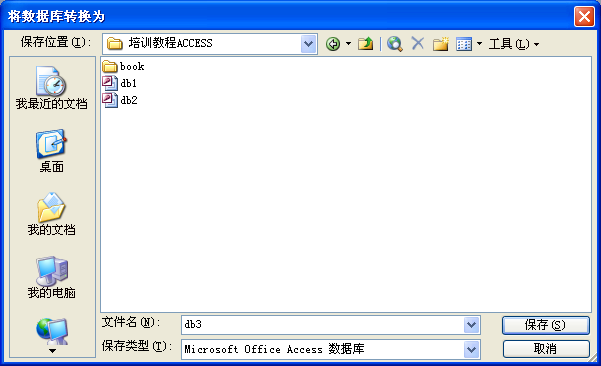 将数据库转换为
保存位置(I): 培训教程ACCESS 工具(L)
我最近的文档
桌面
我的文档
我的电脑
book
db1
db2
文件名(N): db3 保存(S)
保存类型(T): Microsoft Office Access 数据库 取消